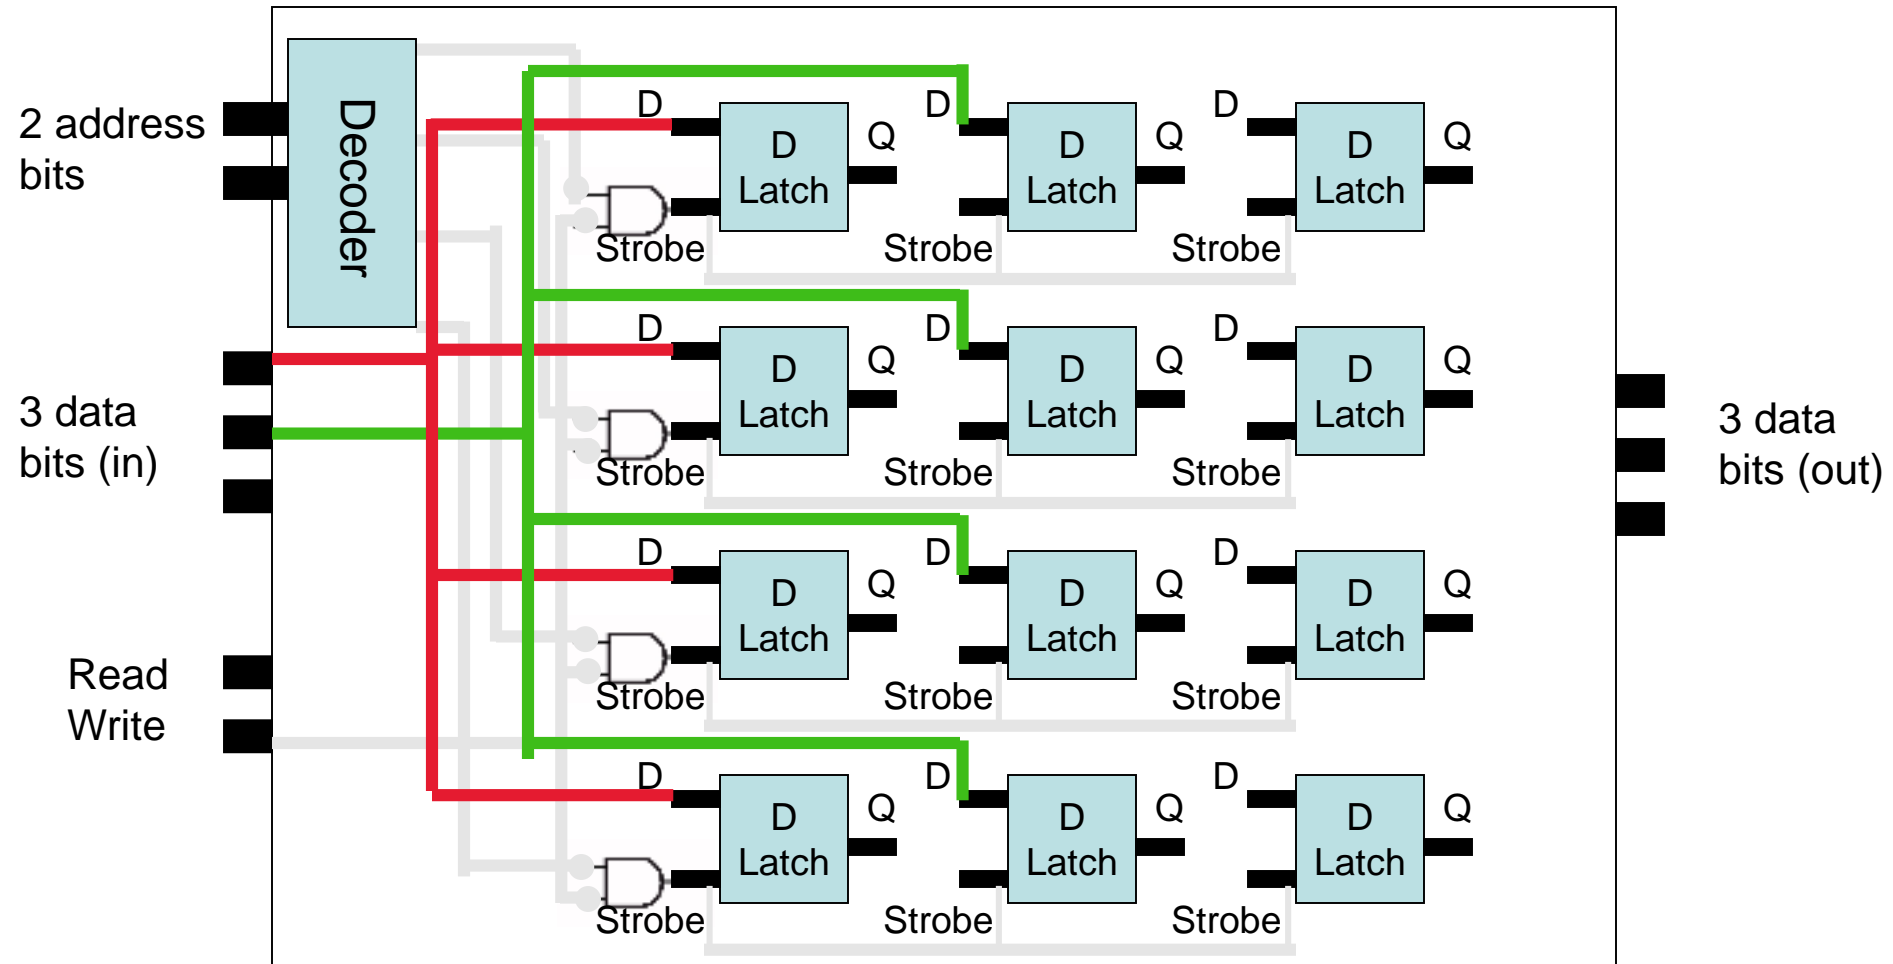 2 address
bits
Decoder
3 data
bits (in)
Read
Write
D
D
Latch
Q
Strobe
D
D
Latch
Q
Strobe
D
D
Latch
Q
Strobe
D
D
Latch
Q
Strobe
D
D
Latch
Q
Strobe
D
D
Latch
Q
Strobe
D
D
Latch
Q
Strobe
D
D
Latch
Q
Strobe
D
D
Latch
Q
Strobe
D
D
Latch
Q
Strobe
D
D
Latch
Q
Strobe
D
D
Latch
Q
Strobe
3 data
bits (out)